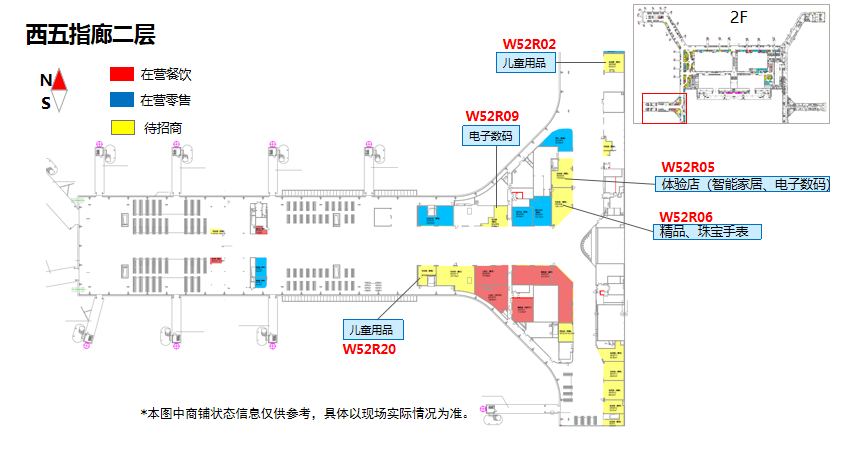 西五指廊二层
N
S
在营餐饮
在营零售
待招商
W52R02
儿童用品
2F
W52R09
电子数码
W52R05
体验店（智能家居、电子数码）
W52R06
精品、珠宝手表
儿童用品
W52R20
*本图中商铺状态信息仅供参考，具体以现场实际情况为准。